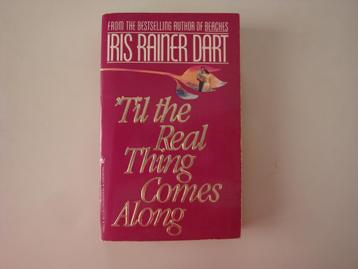 FROM THE BESTSELLING AUTHOR OF BEACHES
IRIS RAINER DART
'Til the
Real
Thing
Comes
Along